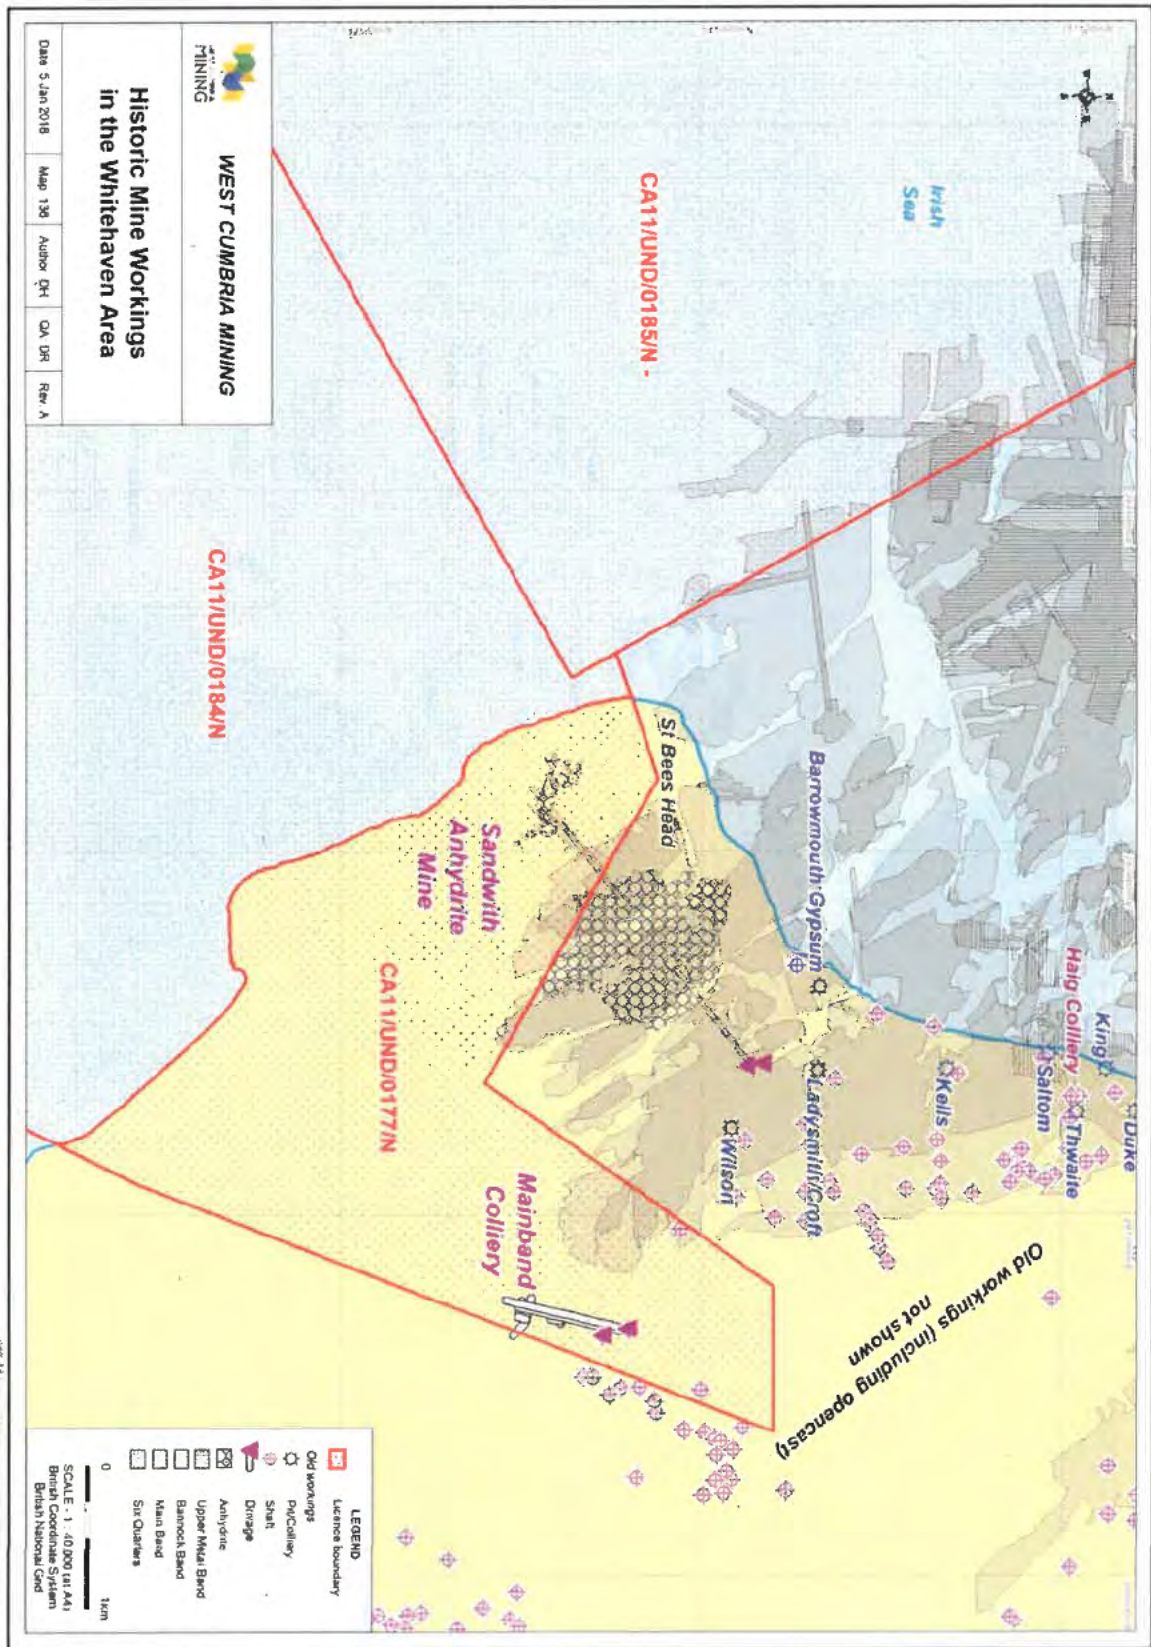 WEST CUMBRIA MINING
MINING
Historic Mine Workings
in the Whitehaven Area
Date 5 Jan 2016
Map 136
Author DH
QA DR
Rev A
Irish
Sea
CA11/UND/0185/N -
CA11/UND/0184/N
CA11/UND/0177/N
St Bees Head
Barrowmouth Gypsum
Haig Colliery
King
Duke
Saltom
Thwaite
Kells
Ladysmith/Croft
Wilson
Sandwith
Anhydrite
Mine
Mainband
Colliery
Old workings (including opencast)
not shown
LEGEND
Licence boundary
Old workings
Pit/Colliery
Shaft
Drivage
Anhydrite
Upper Metal Band
Bannock Band
Main Band
Six Quarters
0
1km
SCALE - 1 : 40,000 (at A4)
British Coordinate System
British National Grid